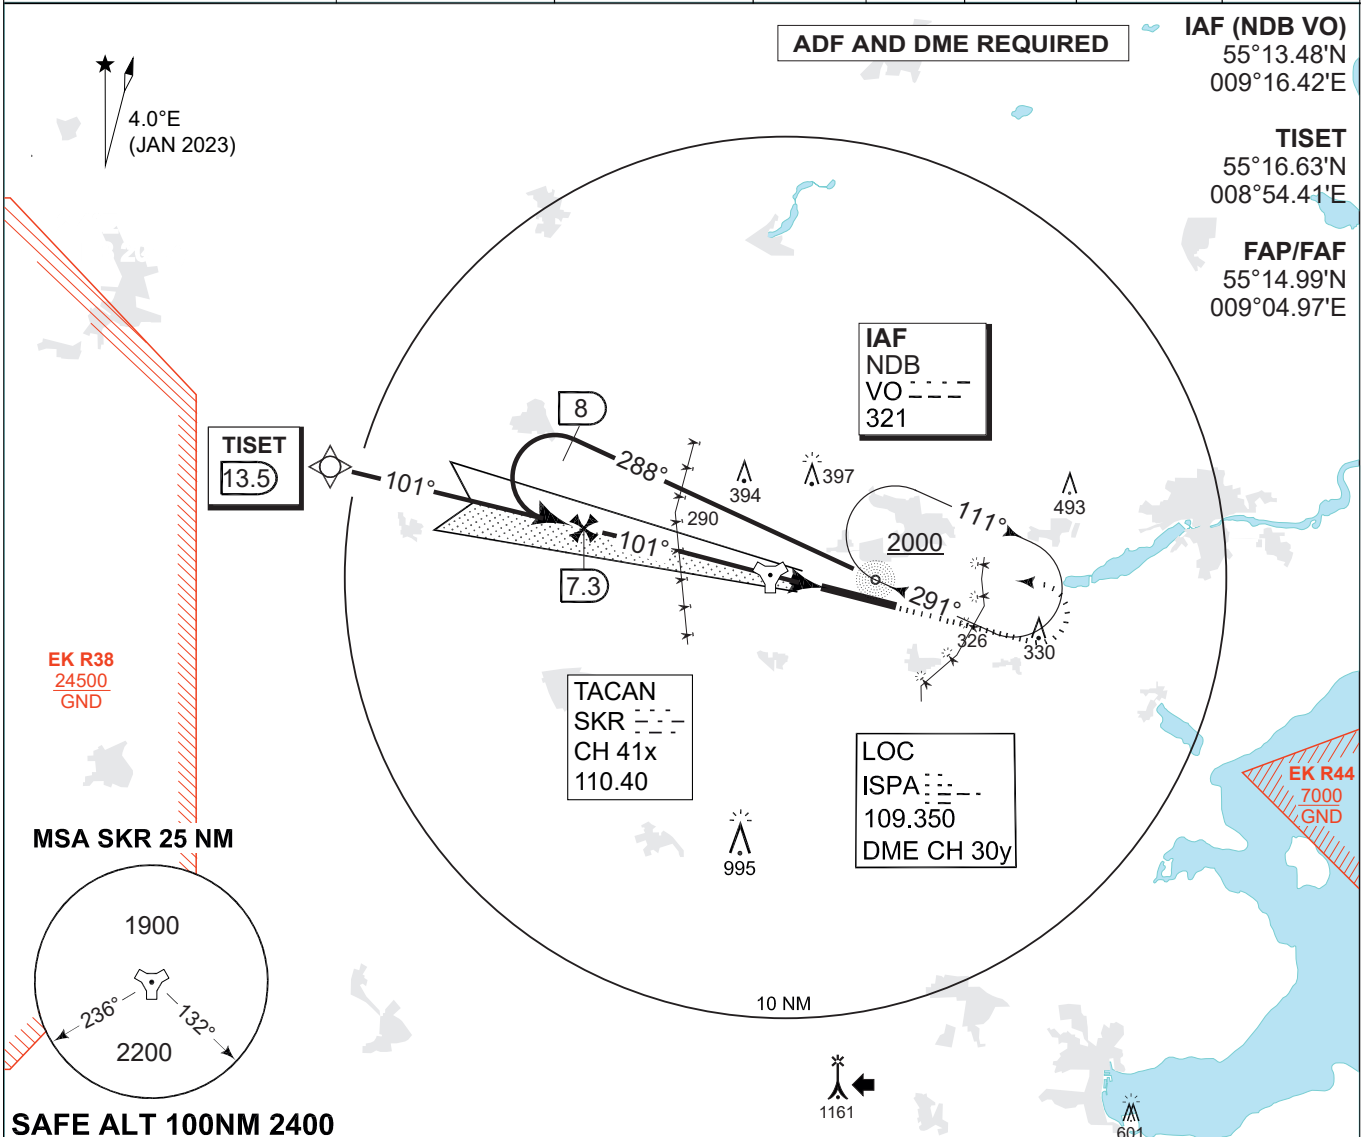 ADF AND DME REQUIRED
IAF (NDB VO)
55°13.48'N
009°16.42'E
TISET
55°16.63'N
008°54.41'E
FAP/FAF
55°14.99'N
009°04.97'E
4.0°E
(JAN 2023)
IAF
NDB
VO
321
8
TISET
13.5
101°
288°
394
397
493
290
111°
2000
101°
7.3
291°
326
330
EK R38
24500
GND
TACAN
SKR
CH 41x
110.40
LOC
ISPA
109.350
DME CH 30y
EK R44
7000
GND
995
MSA SKR 25 NM
1900
236°
132°
2200
10 NM
1161
601
SAFE ALT 100NM 2400